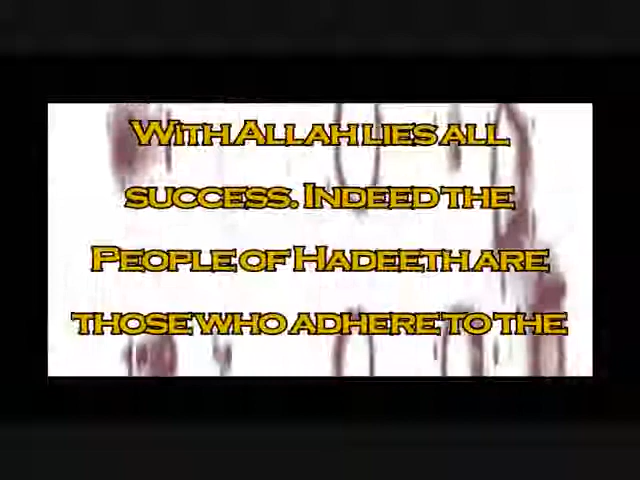 With Allah lies all
success. Indeed the
People of Hadeeth are
those who adhere to the